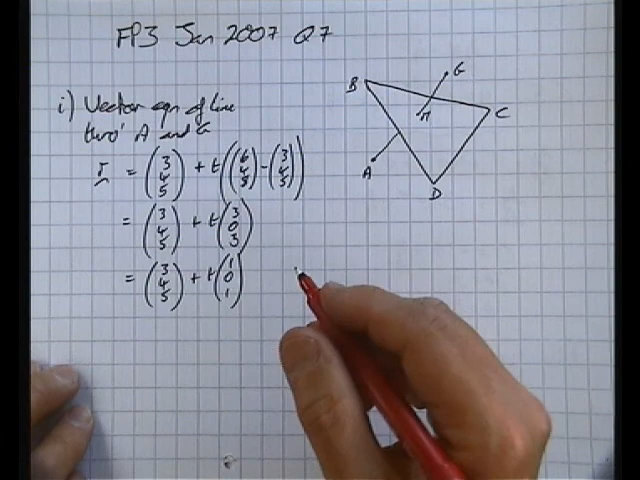 FP3 Jan 2007 Q7
i) Vector eqn of line
thro' A and G
r = (3 4 5) + t((6 4 8) - (3 4 5))
= (3 4 5) + t(3 0 3)
= (3 4 5) + t(1 0 1)
B
G
C
M
A
D